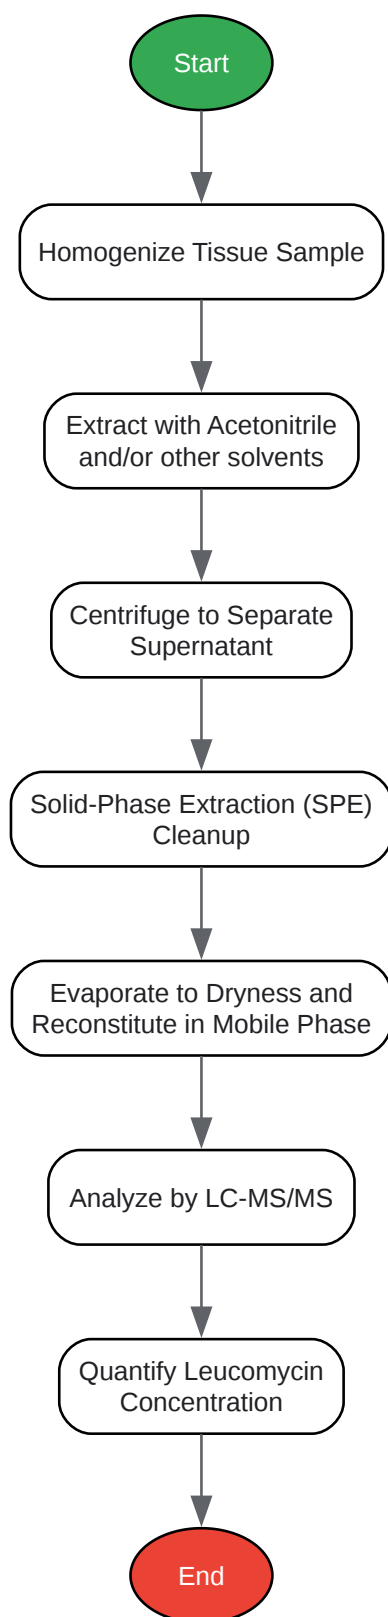 Start
Homogenize Tissue Sample
Extract with Acetonitrile
and/or other solvents
Centrifuge to Separate
Supernatant
Solid-Phase Extraction (SPE)
Cleanup
Evaporate to Dryness and
Reconstitute in Mobile Phase
Analyze by LC-MS/MS
Quantify Leucomycin
Concentration
End